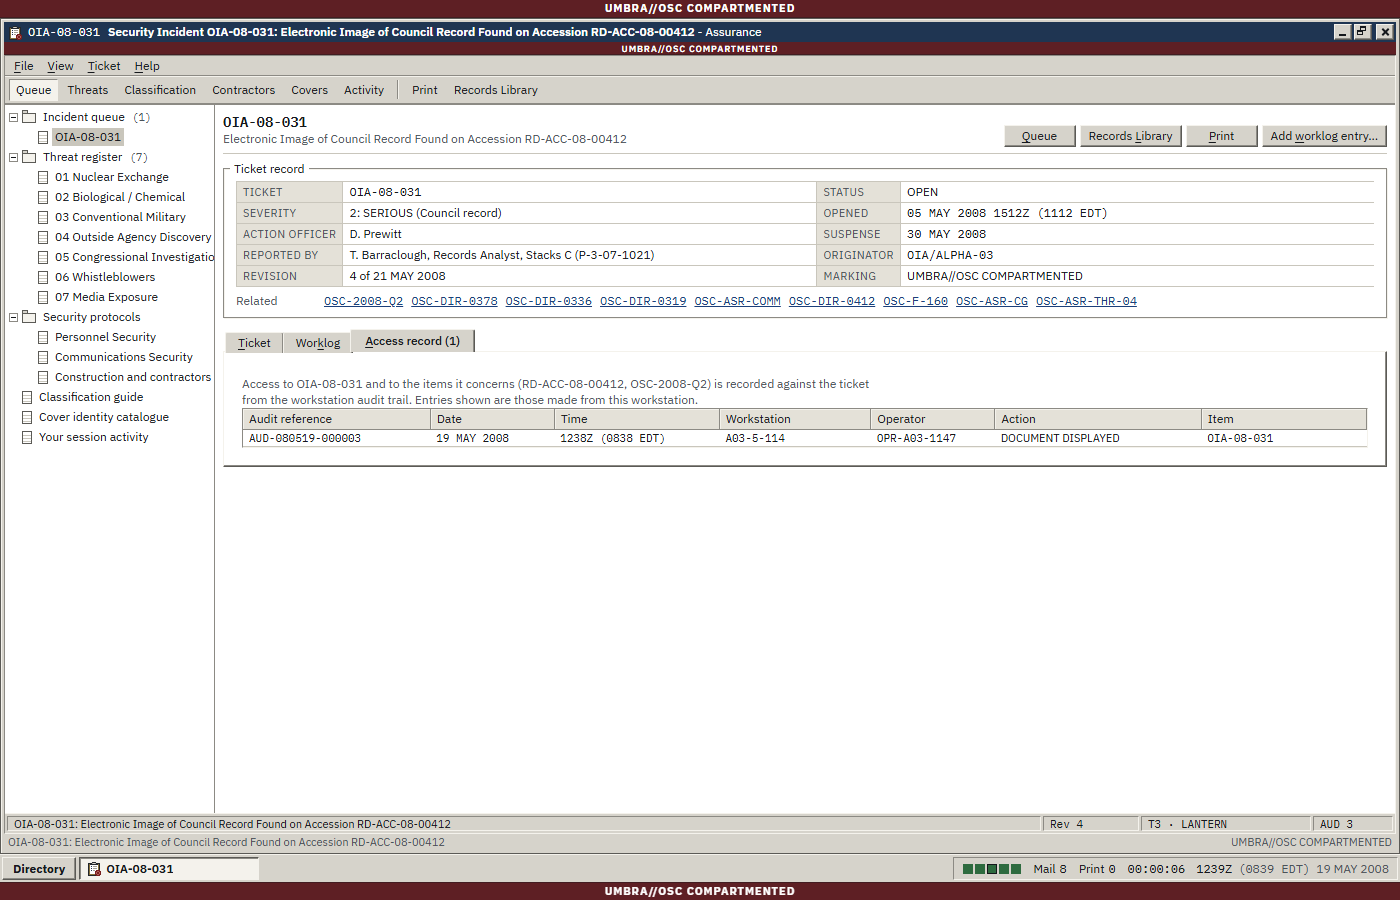 UMBRA//OSC COMPARTMENTED
OIA-08-031 Security Incident OIA-08-031: Electronic Image of Council Record Found on Accession RD-ACC-08-00412 - Assurance
UMBRA//OSC COMPARTMENTED
File View Ticket Help
Queue Threats Classification Contractors Covers Activity Print Records Library
Incident queue (1)
OIA-08-031
Threat register (7)
01 Nuclear Exchange
02 Biological / Chemical
03 Conventional Military
04 Outside Agency Discovery
05 Congressional Investigatio
06 Whistleblowers
07 Media Exposure
Security protocols
Personnel Security
Communications Security
Construction and contractors
Classification guide
Cover identity catalogue
Your session activity
OIA-08-031
Electronic Image of Council Record Found on Accession RD-ACC-08-00412
Queue Records Library Print Add worklog entry...
Ticket record
TICKET OIA-08-031 STATUS OPEN
SEVERITY 2: SERIOUS (Council record) OPENED 05 MAY 2008 1512Z (1112 EDT)
ACTION OFFICER D. Prewitt SUSPENSE 30 MAY 2008
REPORTED BY T. Barraclough, Records Analyst, Stacks C (P-3-07-1021) ORIGINATOR OIA/ALPHA-03
REVISION 4 of 21 MAY 2008 MARKING UMBRA//OSC COMPARTMENTED
Related OSC-2008-Q2 OSC-DIR-0378 OSC-DIR-0336 OSC-DIR-0319 OSC-ASR-COMM OSC-DIR-0412 OSC-F-160 OSC-ASR-CG OSC-ASR-THR-04
Ticket Worklog Access record (1)
Access to OIA-08-031 and to the items it concerns (RD-ACC-08-00412, OSC-2008-Q2) is recorded against the ticket
from the workstation audit trail. Entries shown are those made from this workstation.
Audit reference Date Time Workstation Operator Action Item
AUD-080519-000003 19 MAY 2008 1238Z (0838 EDT) A03-5-114 OPR-A03-1147 DOCUMENT DISPLAYED OIA-08-031
OIA-08-031: Electronic Image of Council Record Found on Accession RD-ACC-08-00412 Rev 4 T3 · LANTERN AUD 3
OIA-08-031: Electronic Image of Council Record Found on Accession RD-ACC-08-00412 UMBRA//OSC COMPARTMENTED
Directory OIA-08-031 Mail 8 Print 0 00:00:06 1239Z (0839 EDT) 19 MAY 2008
UMBRA//OSC COMPARTMENTED